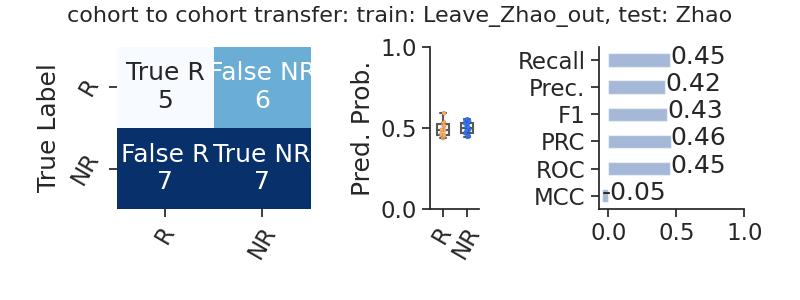 cohort to cohort transfer: train: Leave_Zhao_out, test: Zhao
True Label
R
NR
True R
5
False NR
6
False R
7
True NR
7
R
NR
Pred. Prob.
1.0
0.5
0.0
R
NR
Recall
0.45
Prec.
0.42
F1
0.43
PRC
0.46
ROC
0.45
MCC
-0.05
0.0
0.5
1.0